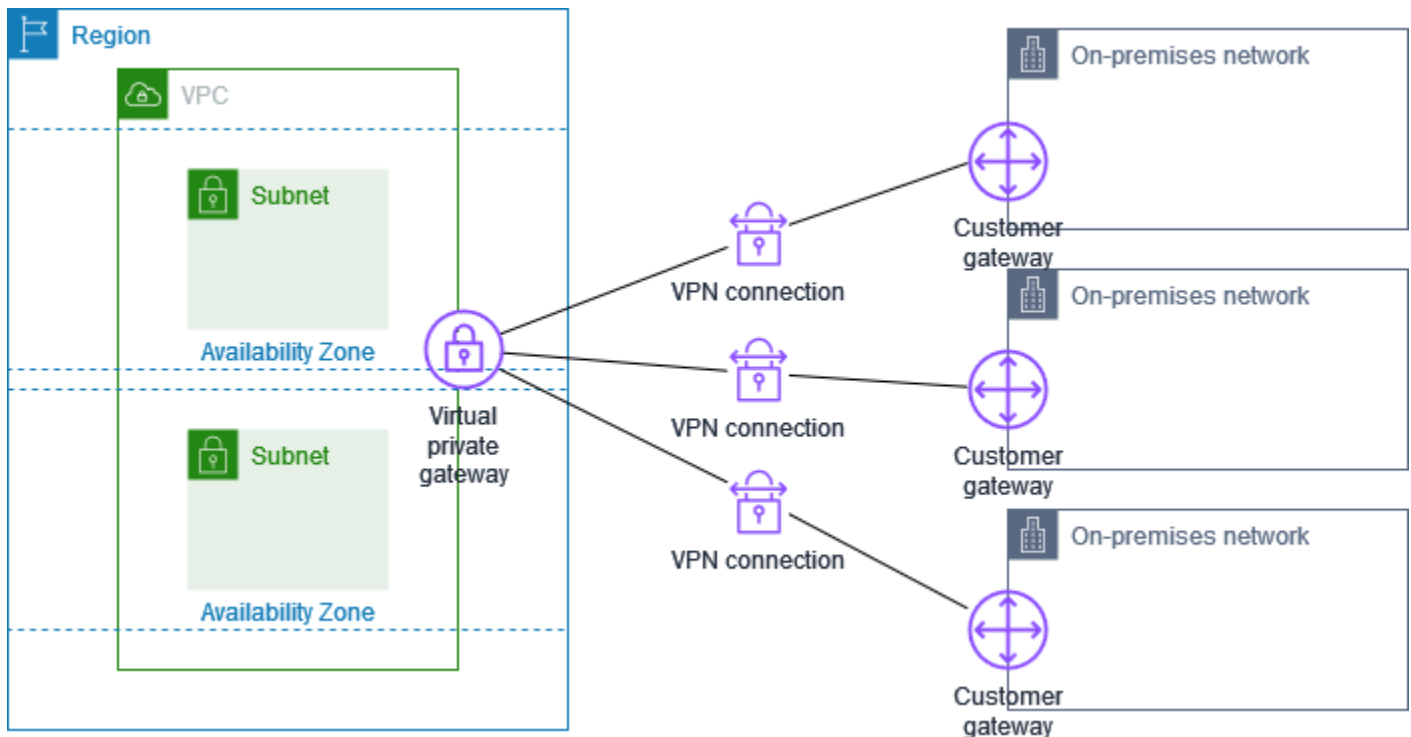 Region
VPC
Subnet
Availability Zone
Subnet
Availability Zone
Virtual
private
gateway
VPN connection
VPN connection
VPN connection
On-premises network
Customer
gateway
On-premises network
Customer
gateway
On-premises network
Customer
gateway